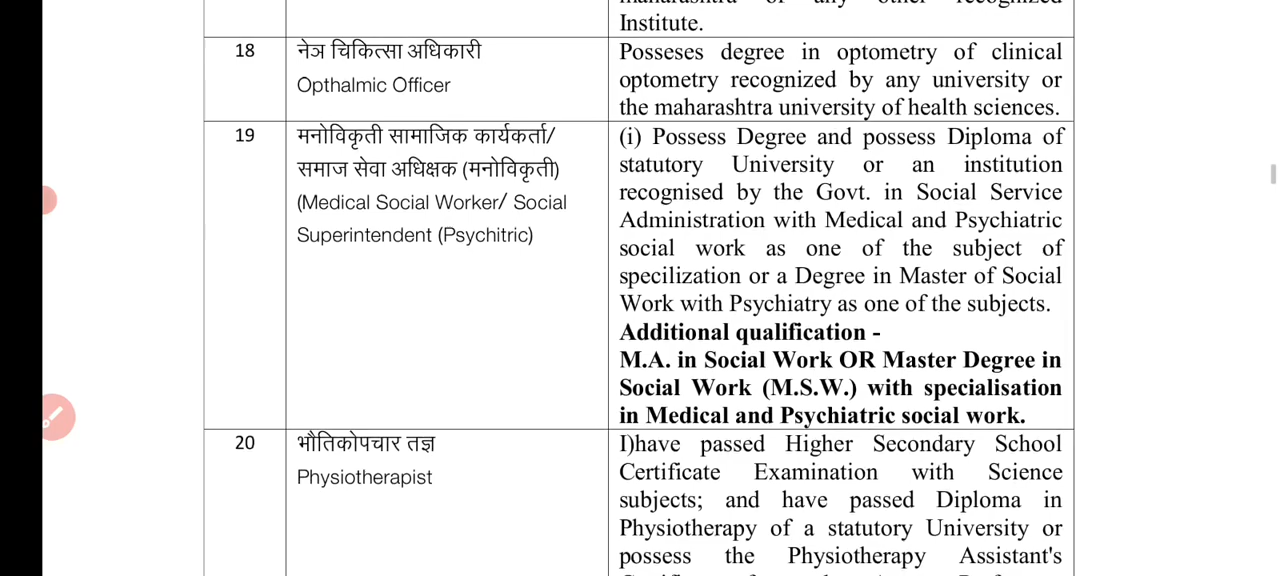 maharashtra or any other recognized
Institute.
18
नेञ चिकित्सा अधिकारी
Opthalmic Officer
Posseses degree in optometry of clinical
optometry recognized by any university or
the maharashtra university of health sciences.
19
मनोविकृती सामाजिक कार्यकर्ता/
समाज सेवा अधिक्षक (मनोविकृती)
(Medical Social Worker/ Social
Superintendent (Psychitric)
(i) Possess Degree and possess Diploma of
statutory University or an institution
recognised by the Govt. in Social Service
Administration with Medical and Psychiatric
social work as one of the subject of
specilization or a Degree in Master of Social
Work with Psychiatry as one of the subjects.
Additional qualification -
M.A. in Social Work OR Master Degree in
Social Work (M.S.W.) with specialisation
in Medical and Psychiatric social work.
20
भौतिकोपचार तज्ञ
Physiotherapist
I)have passed Higher Secondary School
Certificate Examination with Science
subjects; and have passed Diploma in
Physiotherapy of a statutory University or
possess the Physiotherapy Assistant's